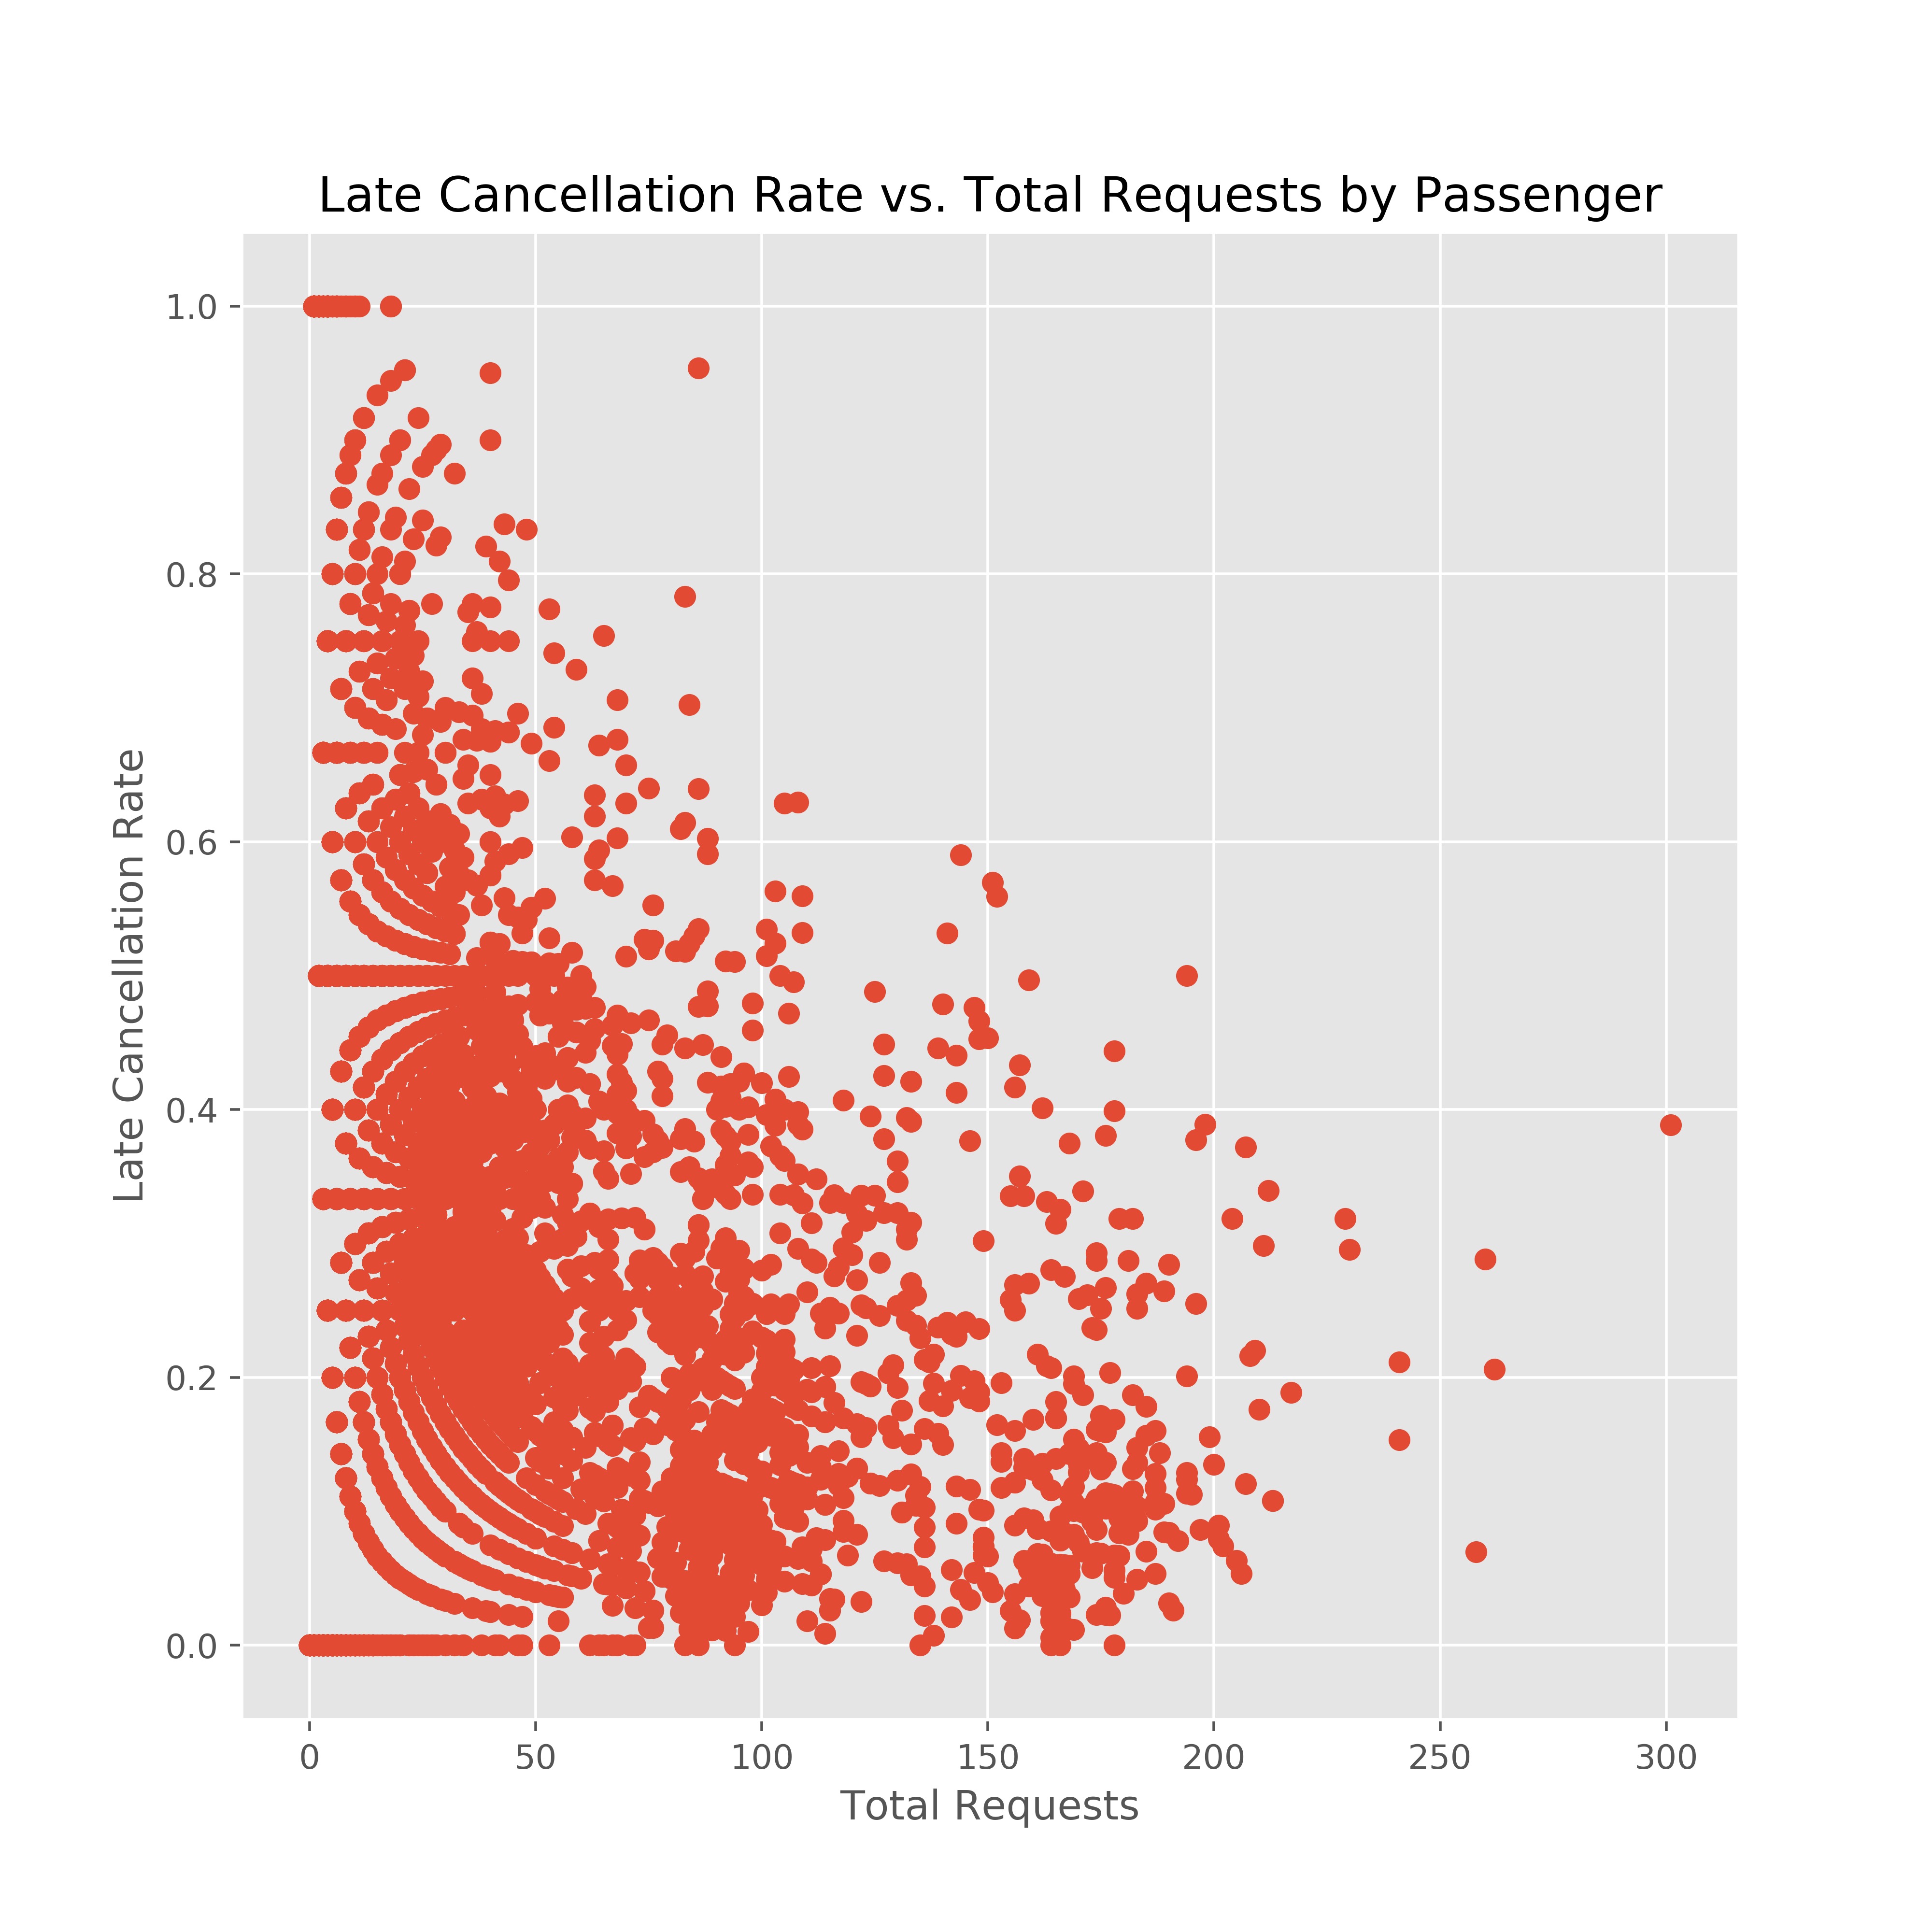 Late Cancellation Rate vs. Total Requests by Passenger
1.0
0.8
0.6
0.4
0.2
0.0
Late Cancellation Rate
0 50 100 150 200 250 300
Total Requests